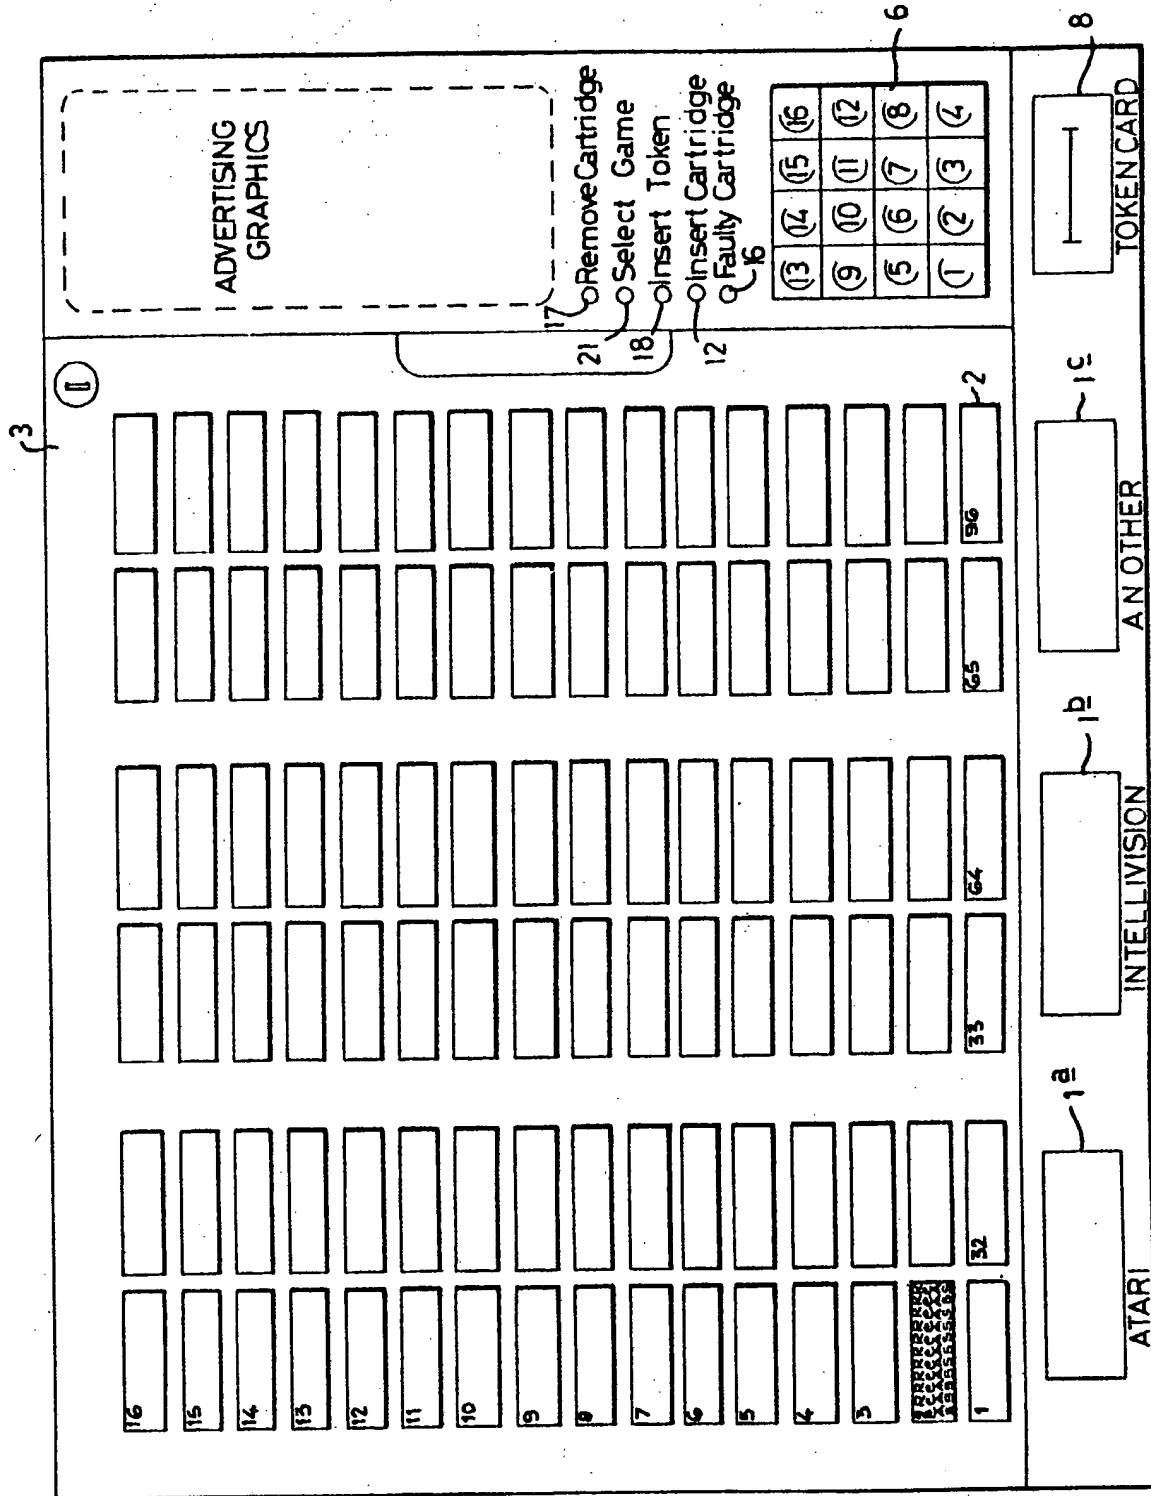 3
ADVERTISING
GRAPHICS
17
Remove Cartridge
21
Select Game
18
Insert Token
12
Insert Cartridge
Faulty Cartridge
16
13 14 15 16
9 10 11 12
5 6 7 8
1 2 3 4
6
16
15
14
13
12
11
10
9
8
7
6
5
4
3
1 32 33 64 65 96
2
1a 1b 1c 8
ATARI INTELLIVISION AN OTHER TOKEN CARD